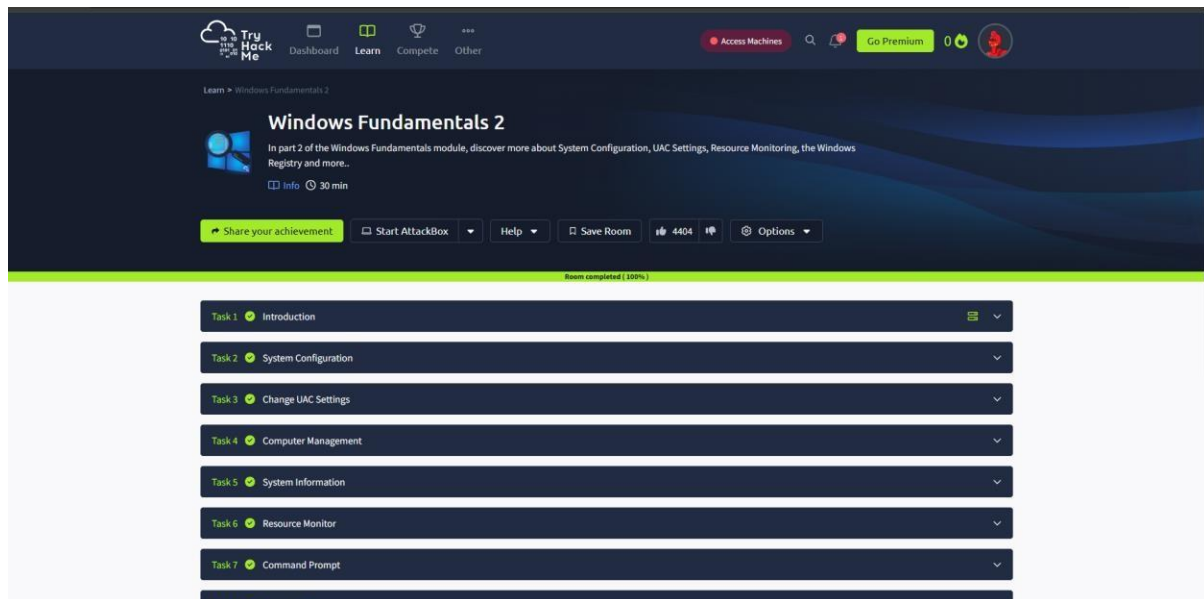 Try
Hack
Me
Dashboard
Learn
Compete
Other
Access Machines
Go Premium
0
Learn > Windows Fundamentals 2
Windows Fundamentals 2
In part 2 of the Windows Fundamentals module, discover more about System Configuration, UAC Settings, Resource Monitoring, the Windows
Registry and more..
Info 30 min
Share your achievement
Start AttackBox
Help
Save Room
4404
Options
Room completed ( 100% )
Task 1 Introduction
Task 2 System Configuration
Task 3 Change UAC Settings
Task 4 Computer Management
Task 5 System Information
Task 6 Resource Monitor
Task 7 Command Prompt